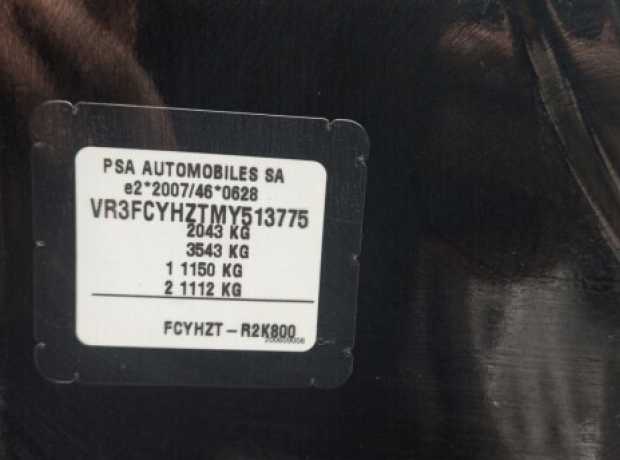 PSA AUTOMOBILES SA
e2*2007/46*0628
VR3FCYHZTMY513775
2043 KG
3543 KG
1 1150 KG
2 1112 KG
FCYHZT-R2K800